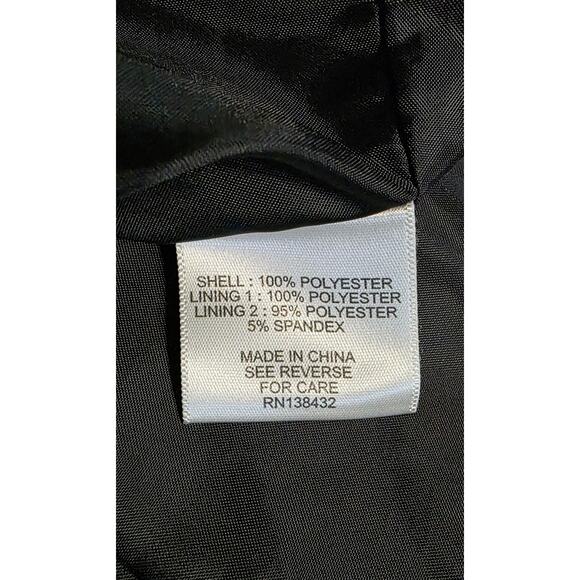 SHELL : 100% POLYESTER
LINING 1 : 100% POLYESTER
LINING 2 : 95% POLYESTER
5% SPANDEX
MADE IN CHINA
SEE REVERSE
FOR CARE
RN138432